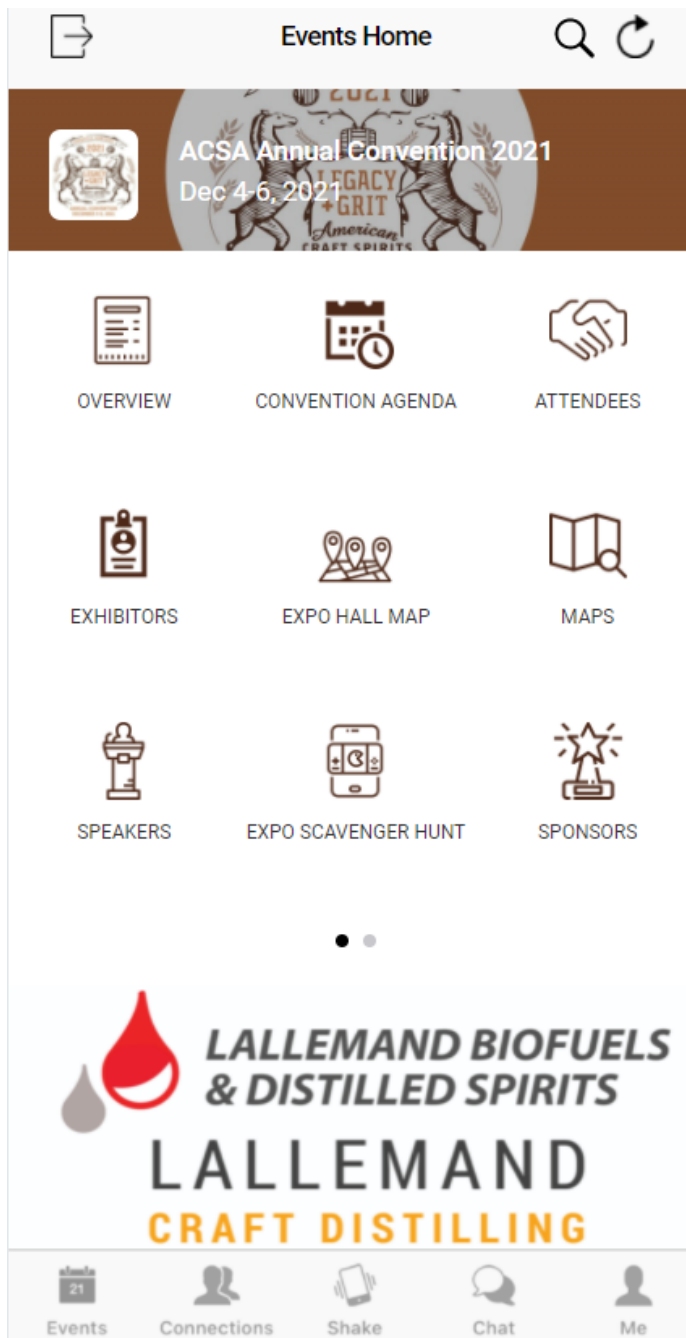 Events Home
2021
ACSA Annual Convention 2021
Dec 4-6, 2021
LEGACY
+GRIT
American
CRAFT SPIRITS
OVERVIEW
CONVENTION AGENDA
ATTENDEES
EXHIBITORS
EXPO HALL MAP
MAPS
SPEAKERS
EXPO SCAVENGER HUNT
SPONSORS
LALLEMAND BIOFUELS
& DISTILLED SPIRITS
LALLEMAND
CRAFT DISTILLING
21
Events
Connections
Shake
Chat
Me